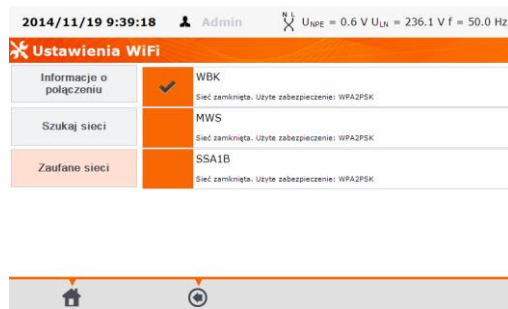 2014/11/19 9:39:18 Admin N L U NPE = 0.6 V U LN = 236.1 V f = 50.0 Hz
Ustawienia WiFi
Informacje o
połączeniu
WBK
Sieć zamknięta. Użyte zabezpieczenie: WPA2PSK
Szukaj sieci
MWS
Sieć zamknięta. Użyte zabezpieczenie: WPA2PSK
Zaufane sieci
SSA1B
Sieć zamknięta. Użyte zabezpieczenie: WPA2PSK